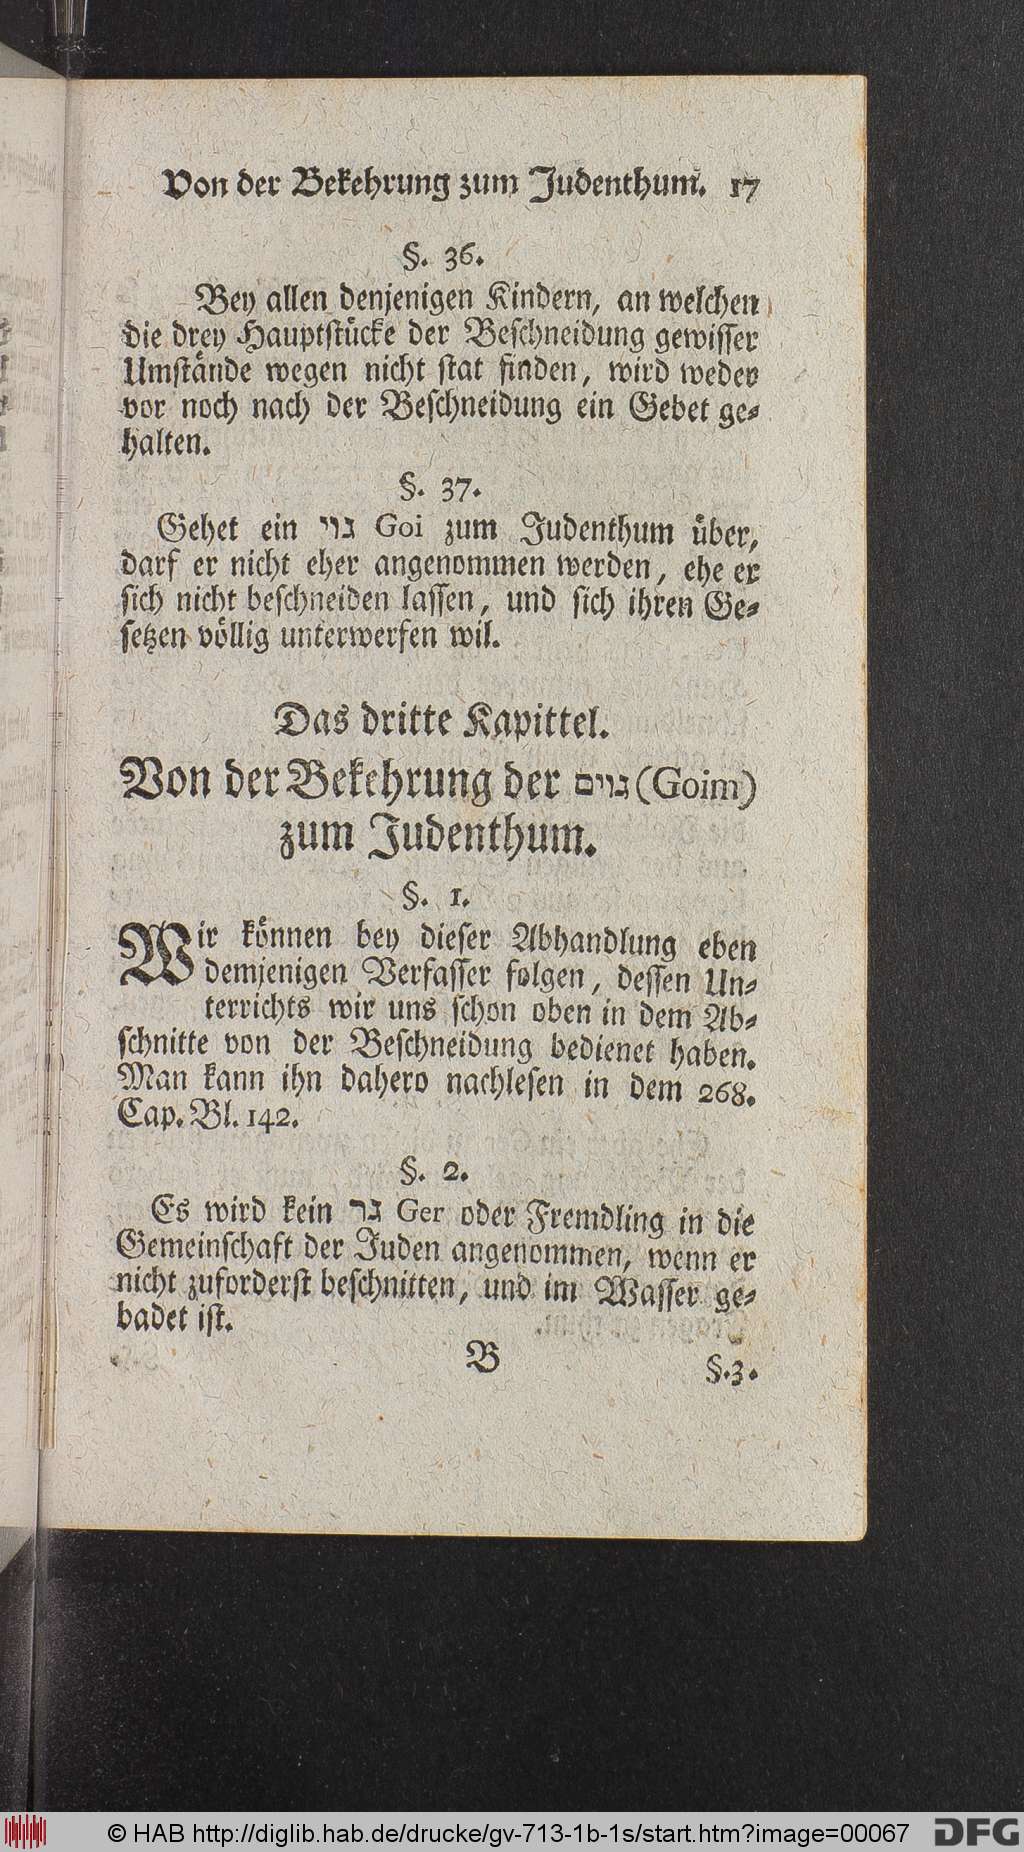 Von der Bekehrung zum Judenthum. 17
§. 36.
Bey allen denjenigen Kindern, an welchen
die drey Hauptstücke der Beschneidung gewisser
Umstände wegen nicht stat finden, wird weder
vor noch nach der Beschneidung ein Gebet ge⸗
halten.
§. 37.
Gehet ein גוי Goi zum Judenthum über,
darf er nicht eher angenommen werden, ehe er
sich nicht beschneiden lassen, und sich ihren Ge⸗
setzen völlig unterwerfen wil.
Das dritte Kapittel.
Von der Bekehrung der גוים (Goim)
zum Judenthum.
§. 1.
Wir können bey dieser Abhandlung eben
demjenigen Verfasser folgen, dessen Un⸗
terrichts wir uns schon oben in dem Ab⸗
schnitte von der Beschneidung bedienet haben.
Man kann ihn dahero nachlesen in dem 268.
Cap. Bl. 142.
§. 2.
Es wird kein גר Ger oder Fremdling in die
Gemeinschaft der Juden angenommen, wenn er
nicht zuforderst beschnitten, und im Wasser ge⸗
badet ist.
B §.3.
© HAB http://diglib.hab.de/drucke/gv-713-1b-1s/start.htm?image=00067 DFG